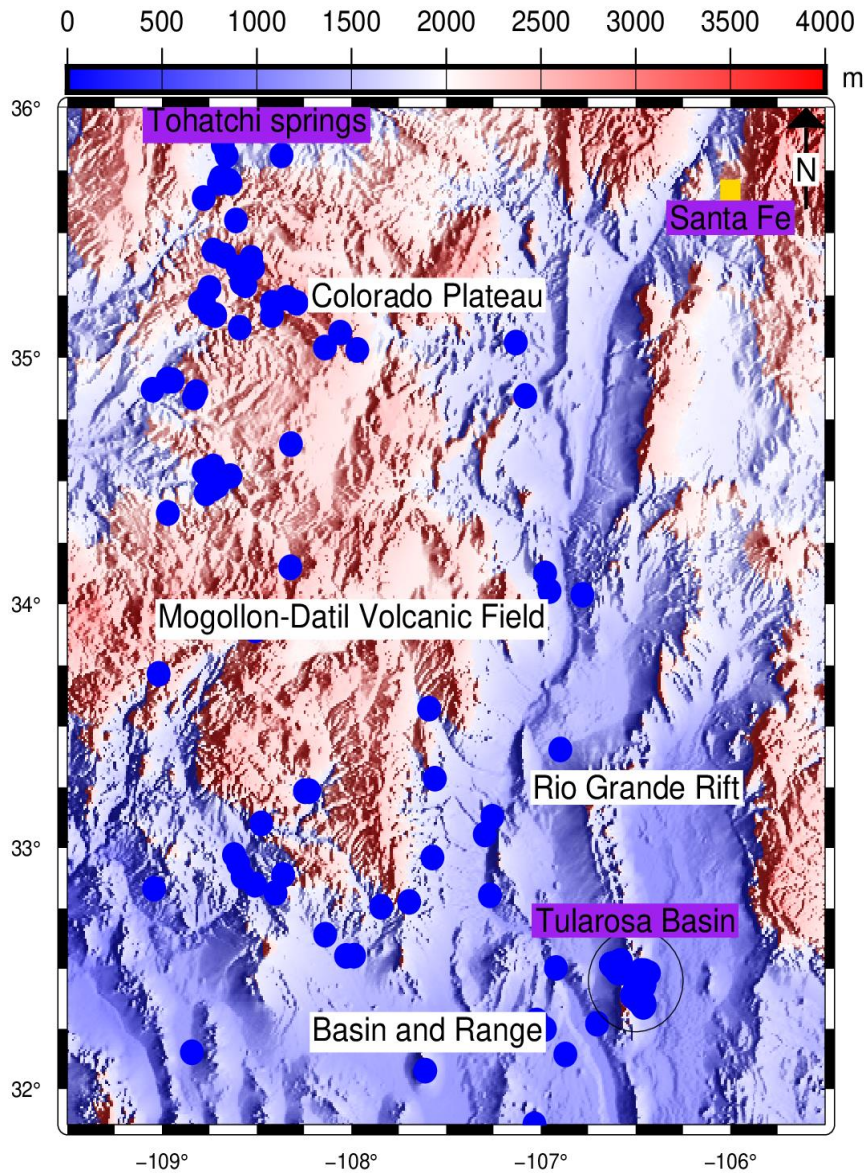 0 500 1000 1500 2000 2500 3000 3500 4000
m
36°
Tohatchi springs
N
Santa Fe
Colorado Plateau
35°
34°
Mogollon-Datil Volcanic Field
Rio Grande Rift
33°
Tularosa Basin
Basin and Range
32°
−109° −108° −107° −106°